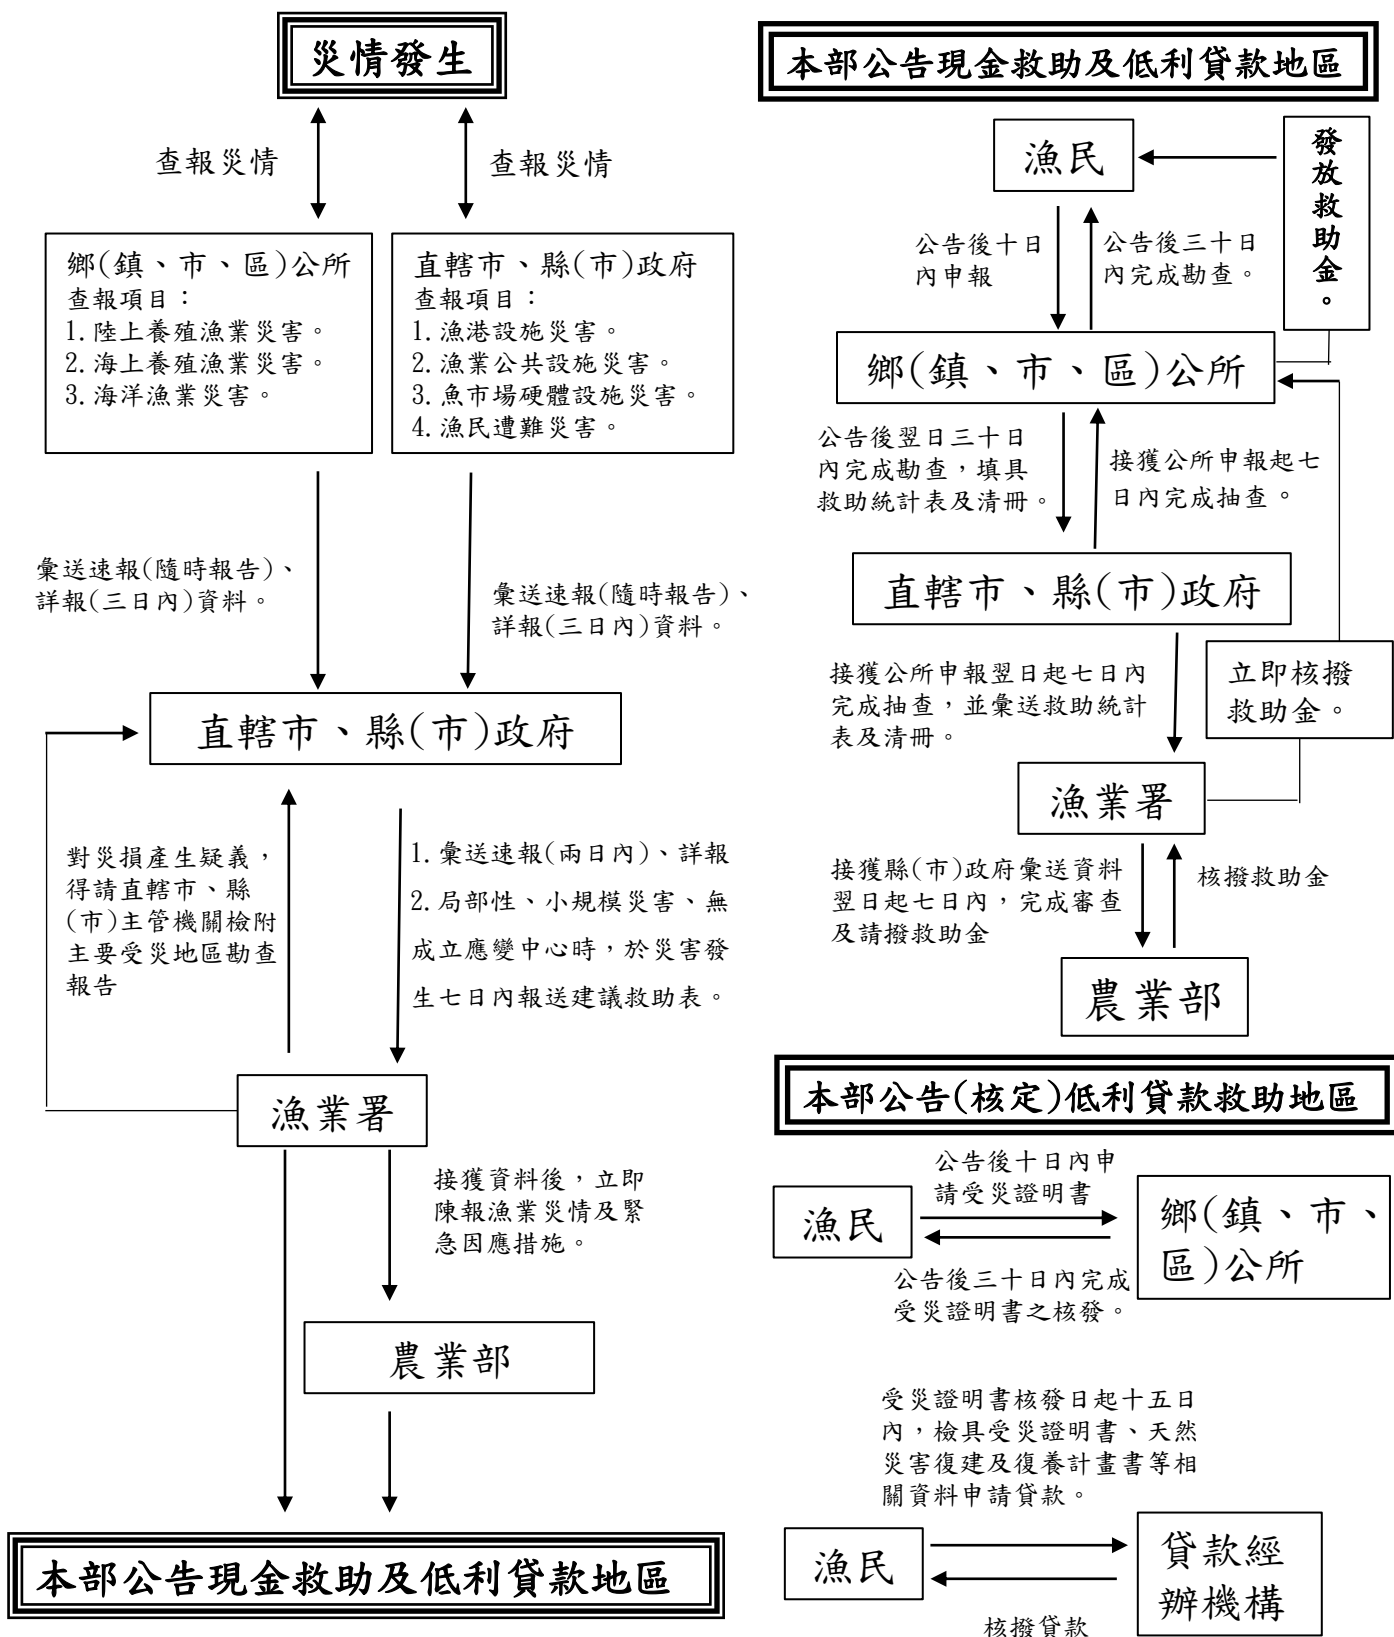 災情發生
查報災情
查報災情
鄉(鎮、市、區)公所
查報項目：
1.陸上養殖漁業災害。
2.海上養殖漁業災害。
3.海洋漁業災害。
直轄市、縣(市)政府
查報項目：
1.漁港設施災害。
2.漁業公共設施災害。
3.魚市場硬體設施災害。
4.漁民遭難災害。
彙送速報(隨時報告)、
詳報(三日內)資料。
彙送速報(隨時報告)、
詳報(三日內)資料。
直轄市、縣(市)政府
對災損產生疑義，
得請直轄市、縣
(市)主管機關檢附
主要受災地區勘查
報告
1.彙送速報(兩日內)、詳報
2.局部性、小規模災害、無
成立應變中心時，於災害發
生七日內報送建議救助表。
漁業署
接獲資料後，立即
陳報漁業災情及緊
急因應措施。
農業部
本部公告現金救助及低利貸款地區
本部公告現金救助及低利貸款地區
漁民
發放救助金。
公告後十日
內申報
公告後三十日
內完成勘查。
鄉(鎮、市、區)公所
公告後翌日三十日
內完成勘查，填具
救助統計表及清冊。
接獲公所申報起七
日內完成抽查。
直轄市、縣(市)政府
接獲公所申報翌日起七日內
完成抽查，並彙送救助統計
表及清冊。
立即核撥
救助金。
漁業署
接獲縣(市)政府彙送資料
翌日起七日內，完成審查
及請撥救助金
核撥救助金
農業部
本部公告(核定)低利貸款救助地區
公告後十日內申
請受災證明書
漁民
鄉(鎮、市、
區)公所
公告後三十日內完成
受災證明書之核發。
受災證明書核發日起十五日
內，檢具受災證明書、天然
災害復建及復養計畫書等相
關資料申請貸款。
漁民
貸款經
辦機構
核撥貸款